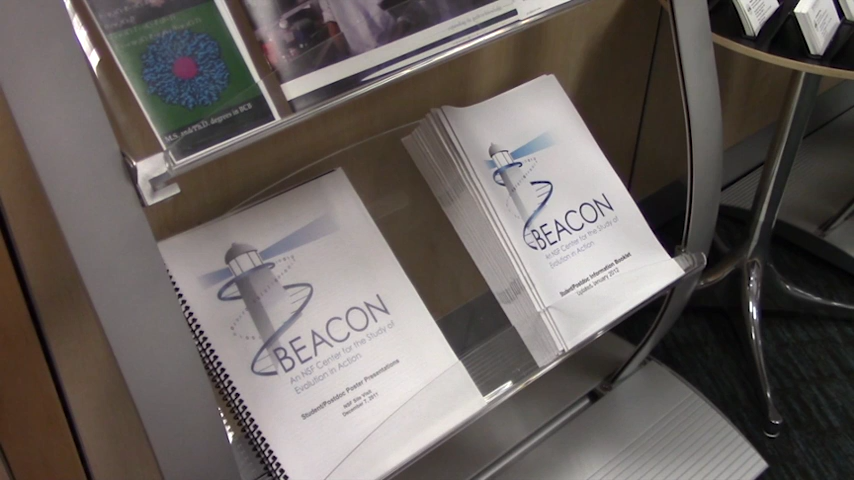 M.S. and Ph.D. degrees in BCB
BEACON
An NSF Center for the Study of
Evolution in Action
Student/Postdoc Poster Presentations
NSF Site Visit
December 7, 2011
BEACON
An NSF Center for the Study of
Evolution in Action
Student/Postdoc Information Booklet
Updated January 2012